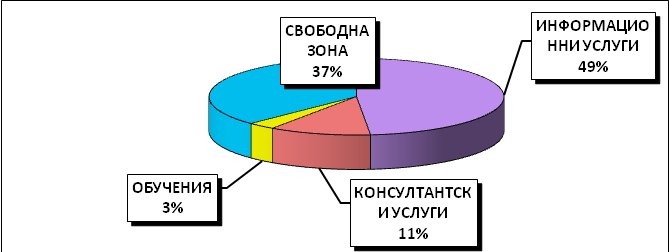 СВОБОДНА
ЗОНА
37%
ИНФОРМАЦИО
ННИ УСЛУГИ
49%
ОБУЧЕНИЯ
3%
КОНСУЛТАНТСК
И УСЛУГИ
11%